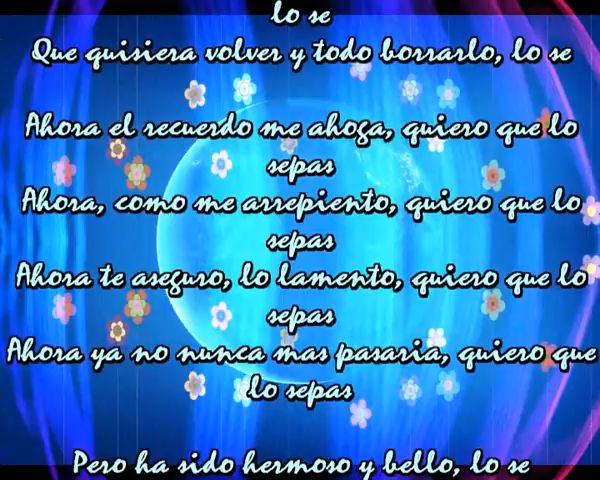 lo se
Que quisiera volver y todo borrarlo, lo se
Ahora el recuerdo me ahoga, quiero que lo
sepas
Ahora, como me arrepiento, quiero que lo
sepas
Ahora te aseguro, lo lamento, quiero que lo
sepas
Ahora ya no nunca mas pasaria, quiero que
lo sepas
Pero ha sido hermoso y bello, lo se